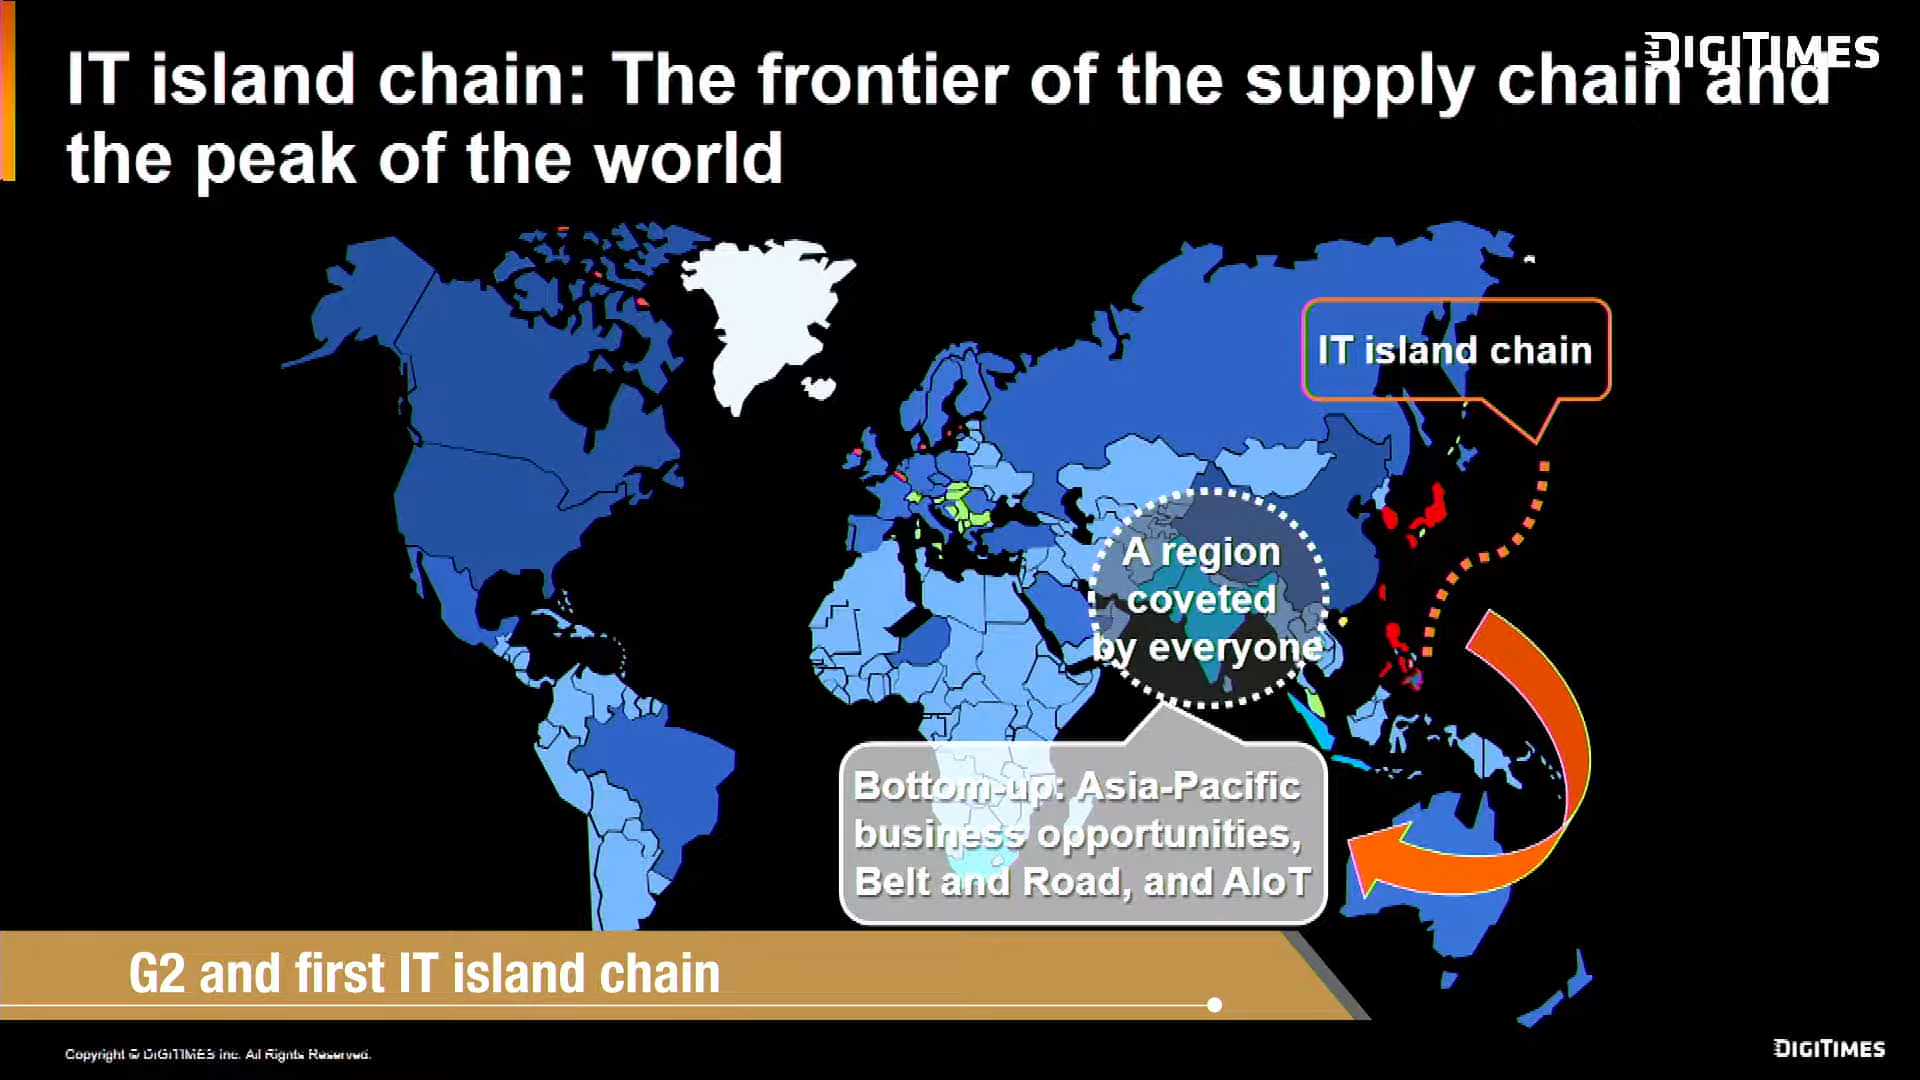 DIGITIMES
IT island chain: The frontier of the supply chain and
the peak of the world
IT island chain
A region
coveted
by everyone
Bottom-up: Asia-Pacific
business opportunities,
Belt and Road, and AIoT
G2 and first IT island chain
Copyright © DIGITIMES Inc. All Rights Reserved.
DIGITIMES